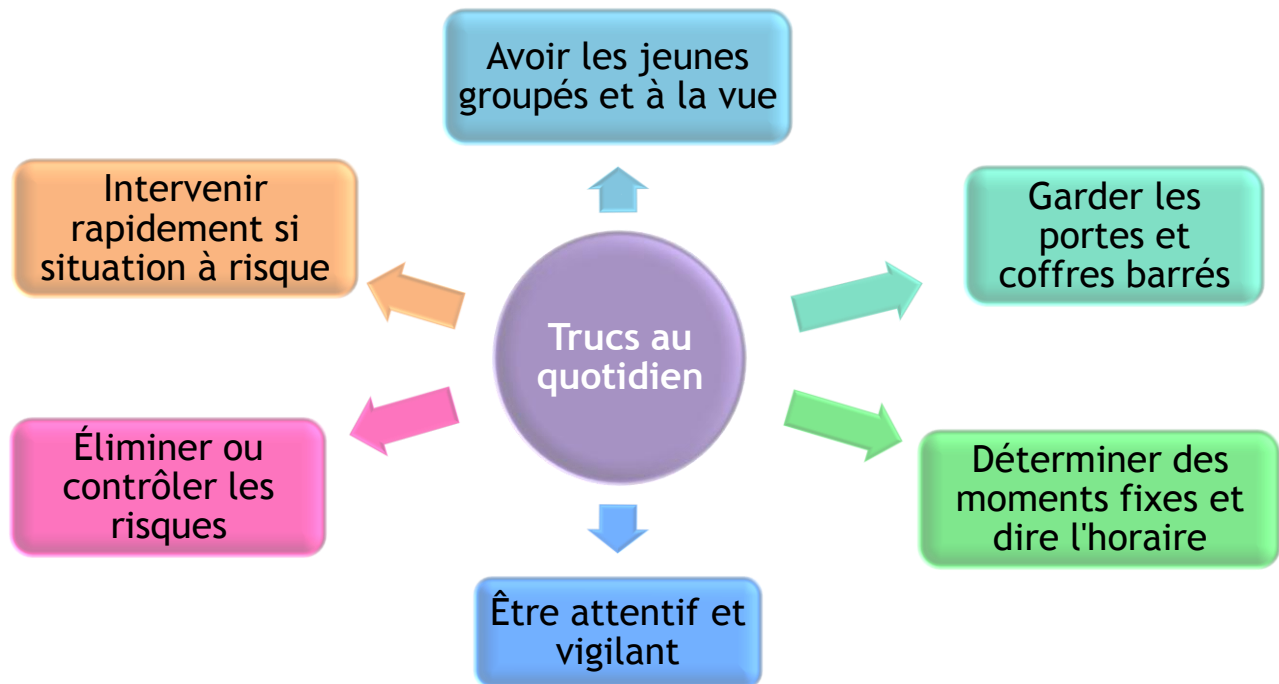 Avoir les jeunes
groupés et à la vue
Intervenir
rapidement si
situation à risque
Garder les
portes et
coffres barrés
Trucs au
quotidien
Éliminer ou
contrôler les
risques
Déterminer des
moments fixes et
dire l'horaire
Être attentif et
vigilant